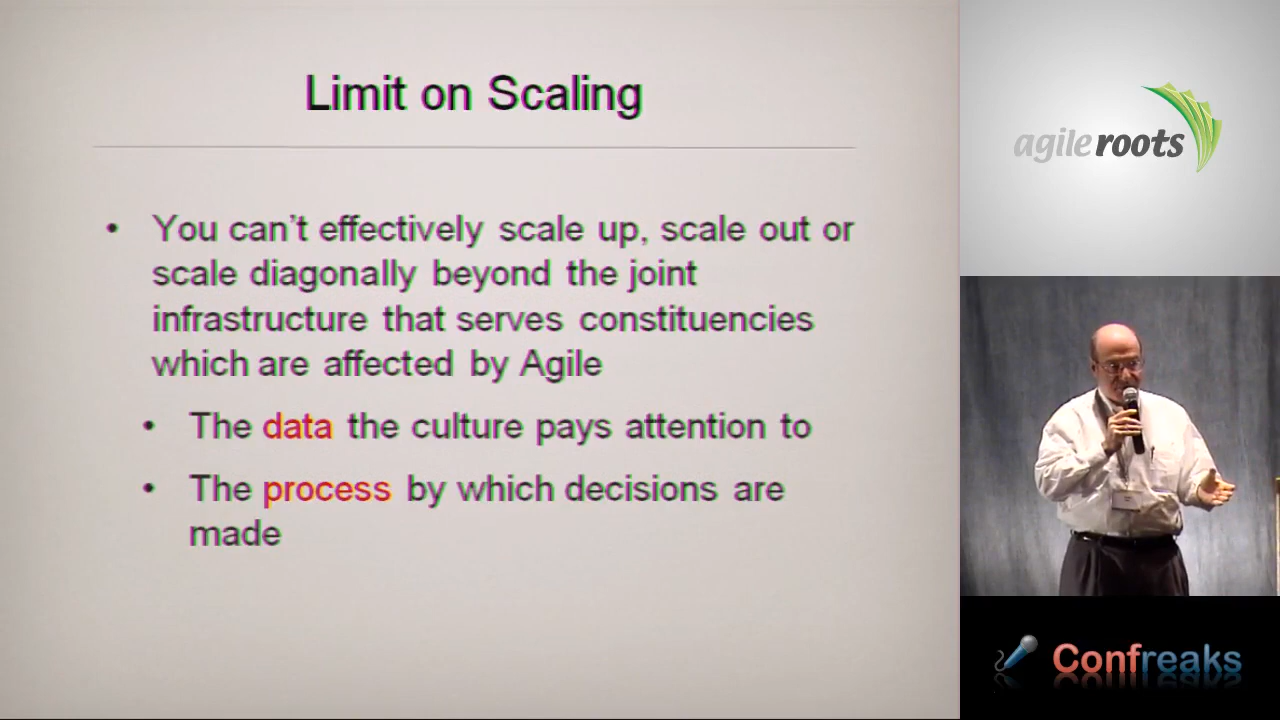 Limit on Scaling
• You can't effectively scale up, scale out or
scale diagonally beyond the joint
infrastructure that serves constituencies
which are affected by Agile
• The data the culture pays attention to
• The process by which decisions are
made
agile roots
Confreaks